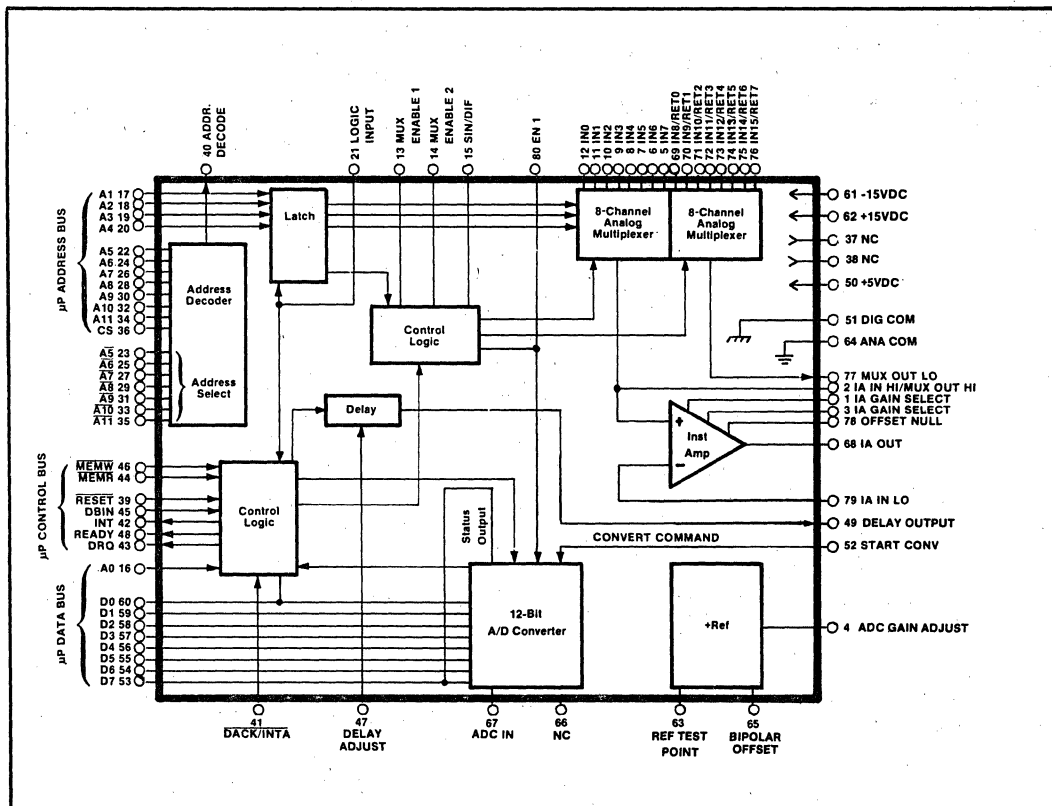 40 ADDR. DECODE
21 LOGIC INPUT
13 MUX ENABLE 1
14 MUX ENABLE 2
15 SIN/DIF
80 EN 1
12 IN0
11 IN1
10 IN2
9 IN3
8 IN4
7 IN5
6 IN6
5 IN7
69 IN8/RET0
70 IN9/RET1
71 IN10/RET2
72 IN11/RET3
73 IN12/RET4
74 IN13/RET5
75 IN14/RET6
76 IN15/RET7
μP ADDRESS BUS
A1 17
A2 18
A3 19
A4 20
A5 22
A6 24
A7 26
A8 28
A9 30
A10 32
A11 34
CS 36
A̅5̅ 23
A̅6̅ 25
A̅7̅ 27
A̅8̅ 29
A̅9̅ 31
A̅1̅0̅ 33
A̅1̅1̅ 35
Address
Decoder
Address
Select
Latch
Control
Logic
Delay
8-Channel
Analog
Multiplexer
8-Channel
Analog
Multiplexer
61 -15VDC
62 +15VDC
37 NC
38 NC
50 +5VDC
51 DIG COM
64 ANA COM
77 MUX OUT LO
2 IA IN HI/MUX OUT HI
1 IA GAIN SELECT
3 IA GAIN SELECT
78 OFFSET NULL
68 IA OUT
79 IA IN LO
49 DELAY OUTPUT
52 START CONV
+
Inst
Amp
−
CONVERT COMMAND
μP CONTROL BUS
M̅E̅M̅W̅ 46
M̅E̅M̅R̅ 44
R̅E̅S̅E̅T̅ 39
DBIN 45
INT 42
READY 48
DRQ 43
Control
Logic
Status
Output
μP DATA BUS
A0 16
D0 60
D1 59
D2 58
D3 57
D4 56
D5 55
D6 54
D7 53
12-Bit
A/D Converter
+Ref
4 ADC GAIN ADJUST
41
D̅A̅C̅K̅/̅I̅N̅T̅A̅
47
DELAY
ADJUST
67
ADC IN
66
NC
63
REF TEST
POINT
65
BIPOLAR
OFFSET